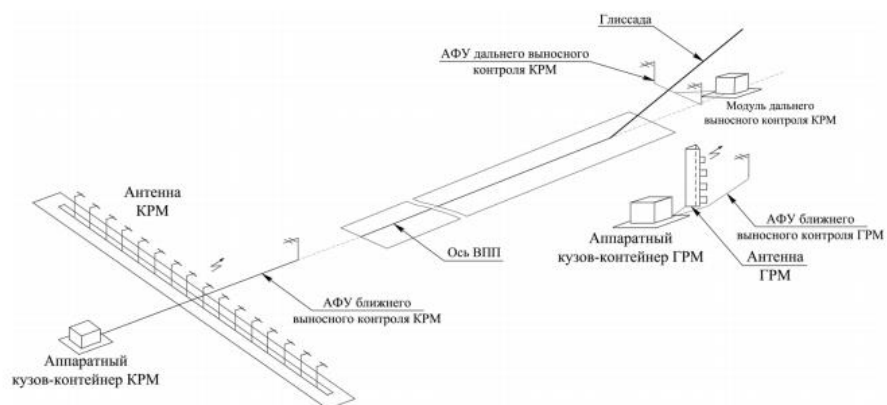 Глиссада
АФУ дальнего выносного
контроля КРМ
Модуль дальнего
выносного контроля КРМ
Антенна
КРМ
АФУ ближнего
выносного контроля ГРМ
Аппаратный
кузов-контейнер ГРМ
Антенна
ГРМ
Ось ВПП
АФУ ближнего
выносного контроля КРМ
Аппаратный
кузов-контейнер КРМ